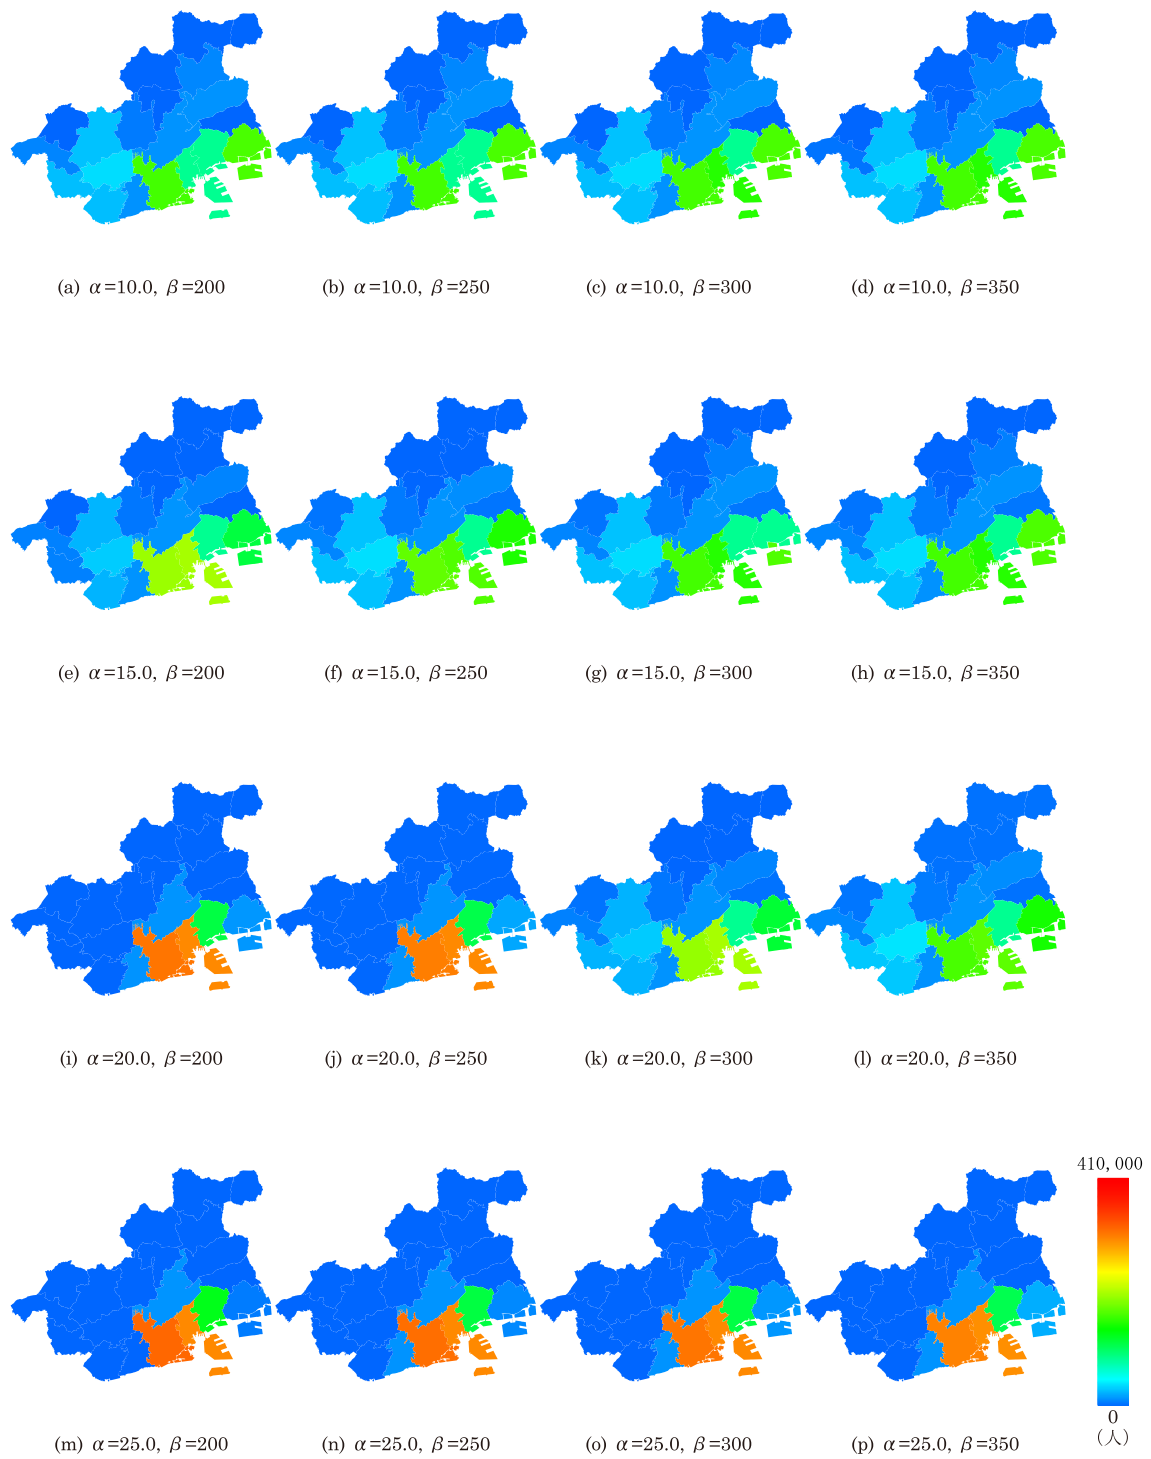 (a) α=10.0, β=200
(b) α=10.0, β=250
(c) α=10.0, β=300
(d) α=10.0, β=350
(e) α=15.0, β=200
(f) α=15.0, β=250
(g) α=15.0, β=300
(h) α=15.0, β=350
(i) α=20.0, β=200
(j) α=20.0, β=250
(k) α=20.0, β=300
(l) α=20.0, β=350
410,000
0
(人)
(m) α=25.0, β=200
(n) α=25.0, β=250
(o) α=25.0, β=300
(p) α=25.0, β=350